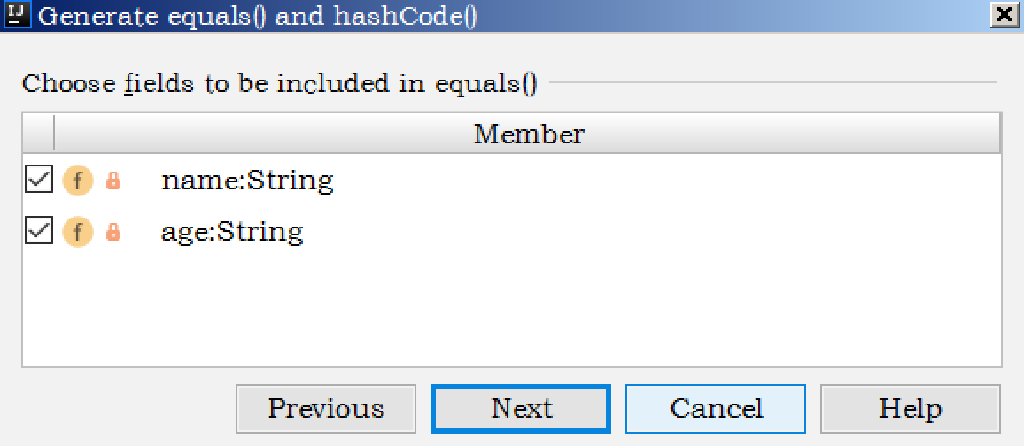 IJ Generate equals() and hashCode()
Choose fields to be included in equals()
Member
f name:String
f age:String
Previous Next Cancel Help